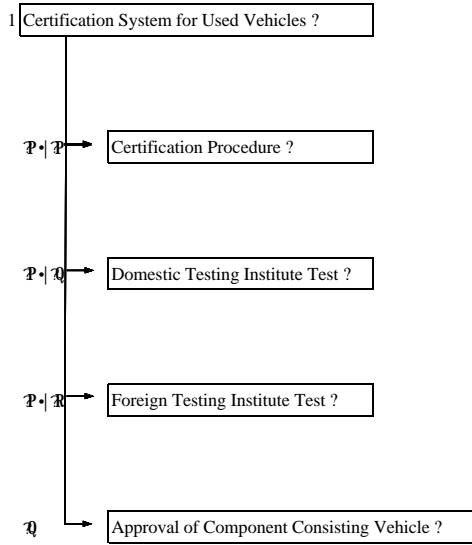 1 Certification System for Used Vehicles ?
Certification Procedure ?
Domestic Testing Institute Test ?
Foreign Testing Institute Test ?
Approval of Component Consisting Vehicle ?